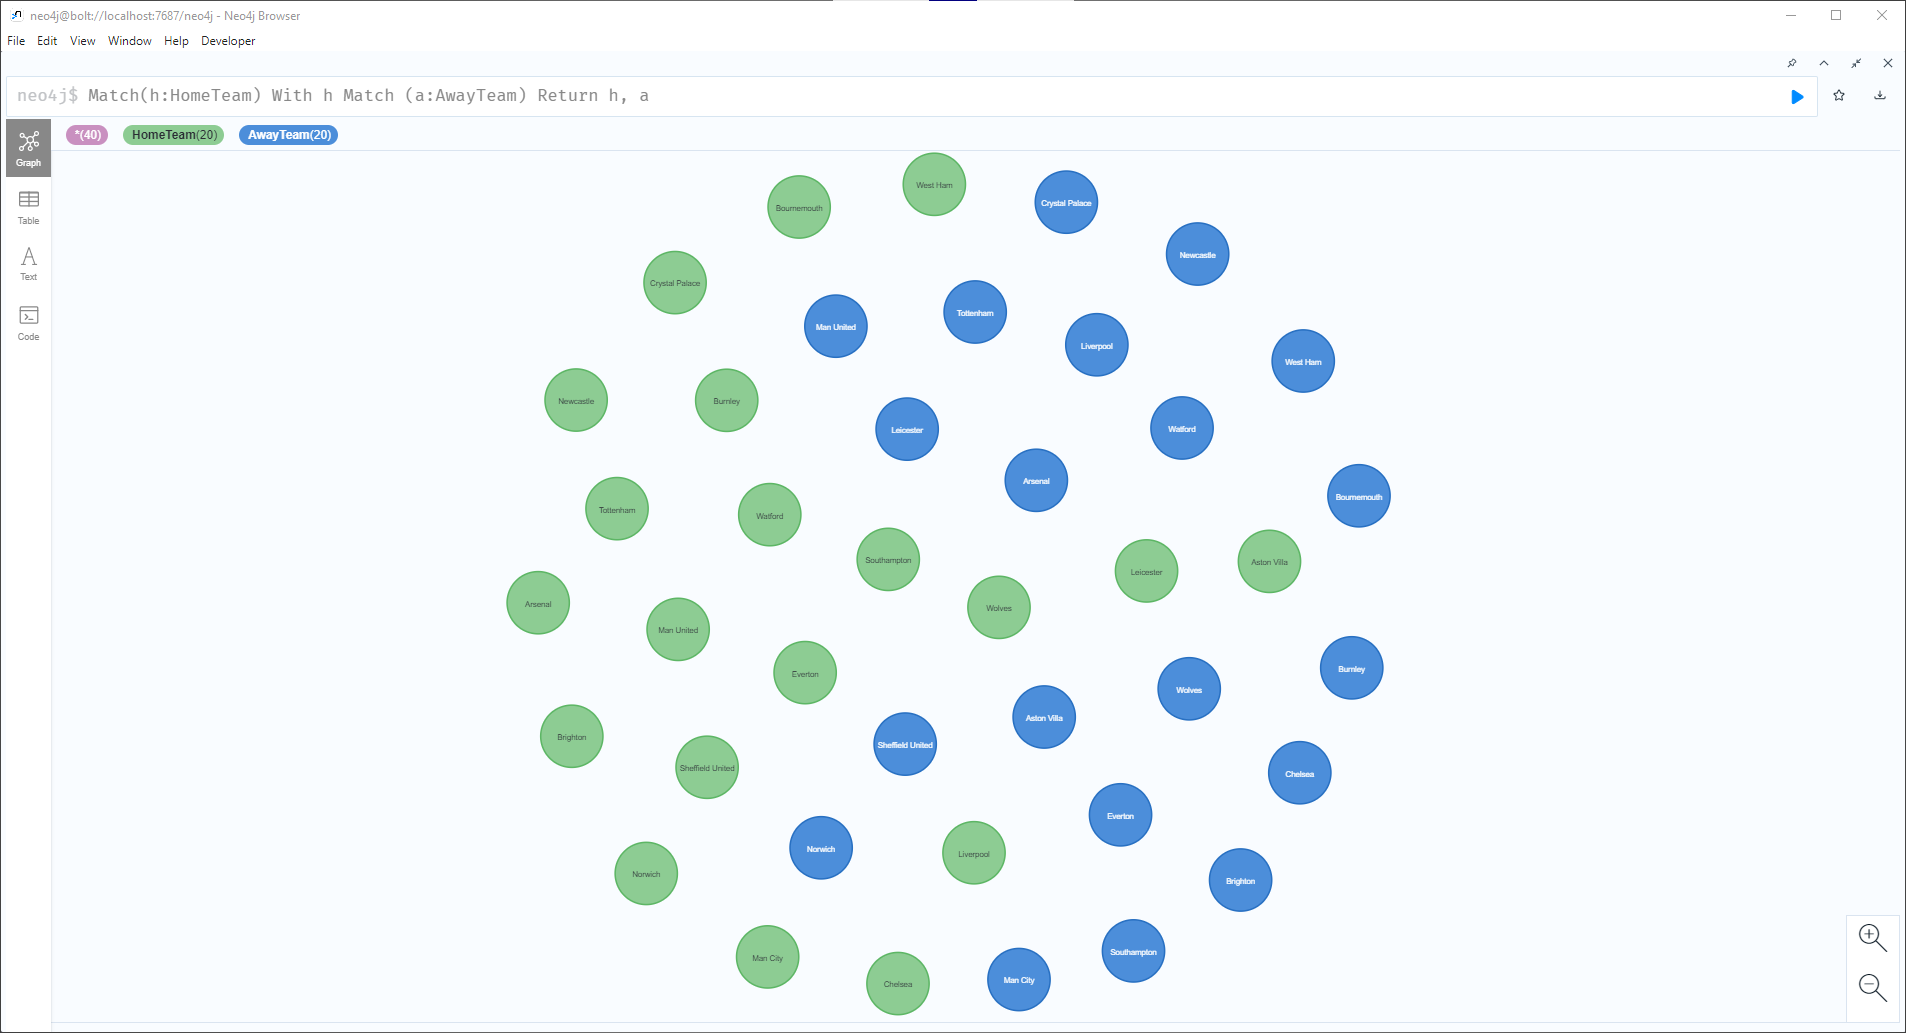 neo4j@bolt://localhost:7687/neo4j - Neo4j Browser
File Edit View Window Help Developer
neo4j$ Match(h:HomeTeam) With h Match (a:AwayTeam) Return h, a
*(40) HomeTeam(20) AwayTeam(20)
Graph
Table
Text
Code
West Ham
Crystal Palace
Bournemouth
Newcastle
Crystal Palace
Tottenham
Man United
Liverpool
West Ham
Newcastle
Burnley
Leicester
Watford
Arsenal
Bournemouth
Tottenham
Watford
Southampton
Leicester
Aston Villa
Arsenal
Wolves
Man United
Everton
Burnley
Wolves
Aston Villa
Brighton
Sheffield United
Sheffield United
Chelsea
Everton
Norwich
Liverpool
Norwich
Brighton
Man City
Southampton
Chelsea
Man City